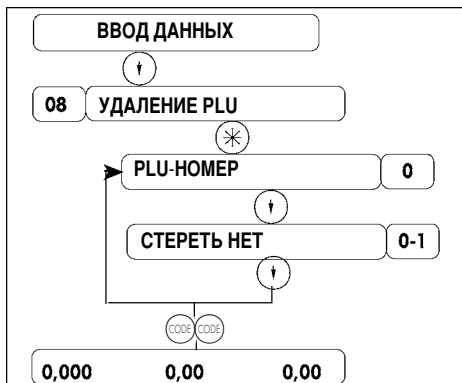 ВВОД ДАННЫХ
08 УДАЛЕНИЕ PLU
PLU-НОМЕР 0
СТЕРЕТЬ НЕТ 0-1
CODE CODE
0,000 0,00 0,00